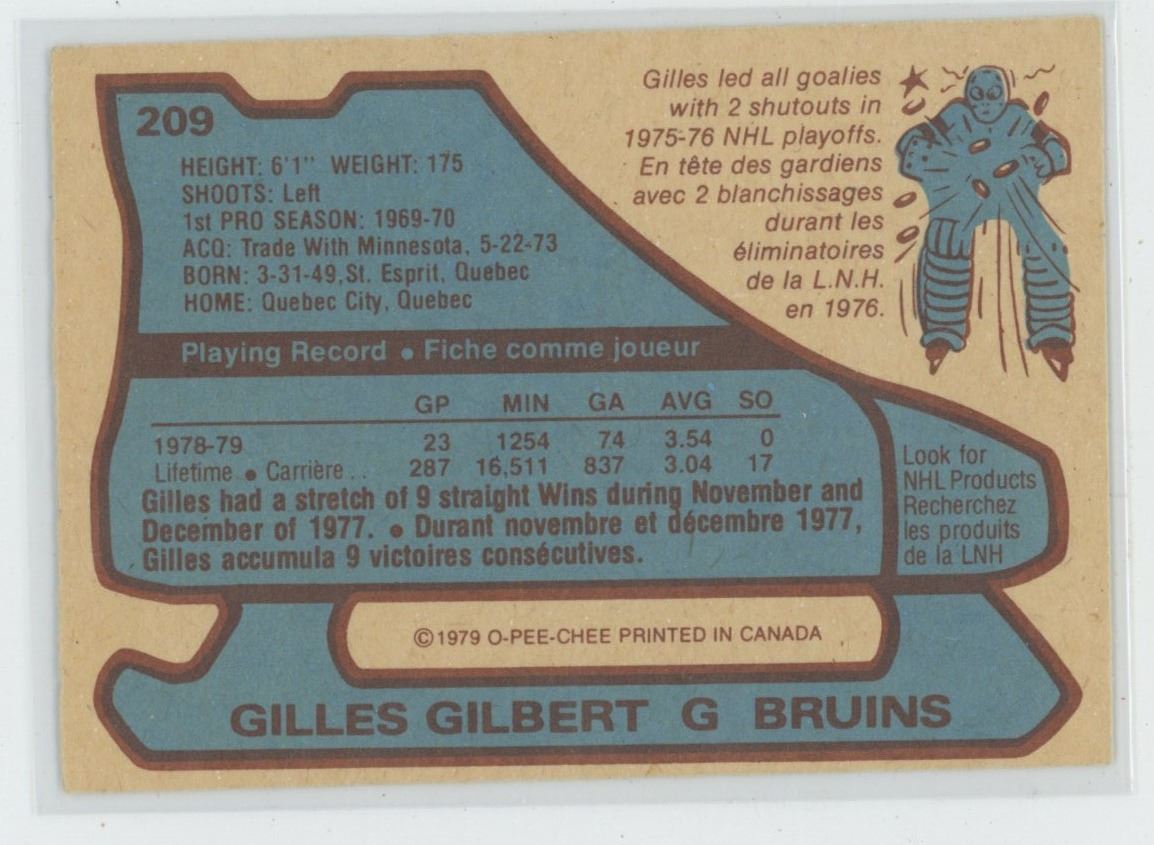 209
HEIGHT: 6'1" WEIGHT: 175
SHOOTS: Left
1st PRO SEASON: 1969-70
ACQ: Trade With Minnesota, 5-22-73
BORN: 3-31-49, St. Esprit, Quebec
HOME: Quebec City, Quebec
Gilles led all goalies
with 2 shutouts in
1975-76 NHL playoffs.
En tête des gardiens
avec 2 blanchissages
durant les
éliminatoires
de la L.N.H.
en 1976.
Playing Record • Fiche comme joueur
GP MIN GA AVG SO
1978-79 23 1254 74 3.54 0
Lifetime • Carrière .. 287 16,511 837 3.04 17
Gilles had a stretch of 9 straight Wins during November and
December of 1977. • Durant novembre et décembre 1977,
Gilles accumula 9 victoires consécutives.
Look for
NHL Products
Recherchez
les produits
de la LNH
©1979 O-PEE-CHEE PRINTED IN CANADA
GILLES GILBERT G BRUINS